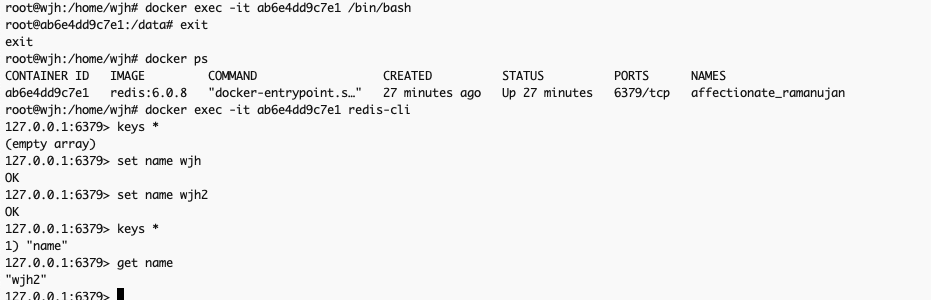 root@wjh:/home/wjh# docker exec -it ab6e4dd9c7e1 /bin/bash
root@ab6e4dd9c7e1:/data# exit
exit
root@wjh:/home/wjh# docker ps
CONTAINER ID   IMAGE         COMMAND                  CREATED          STATUS          PORTS      NAMES
ab6e4dd9c7e1   redis:6.0.8   "docker-entrypoint.s…"   27 minutes ago   Up 27 minutes   6379/tcp   affectionate_ramanujan
root@wjh:/home/wjh# docker exec -it ab6e4dd9c7e1 redis-cli
127.0.0.1:6379> keys *
(empty array)
127.0.0.1:6379> set name wjh
OK
127.0.0.1:6379> set name wjh2
OK
127.0.0.1:6379> keys *
1) "name"
127.0.0.1:6379> get name
"wjh2"
127.0.0.1:6379>